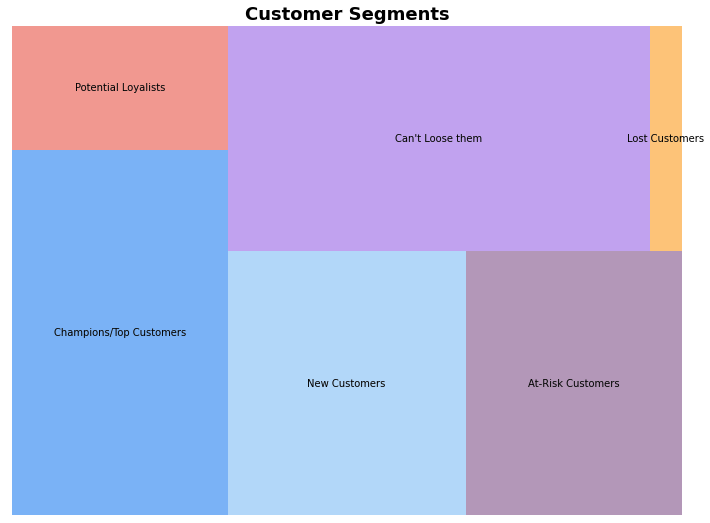 Customer Segments
Potential Loyalists
Can't Loose them
Lost Customers
Champions/Top Customers
New Customers
At-Risk Customers